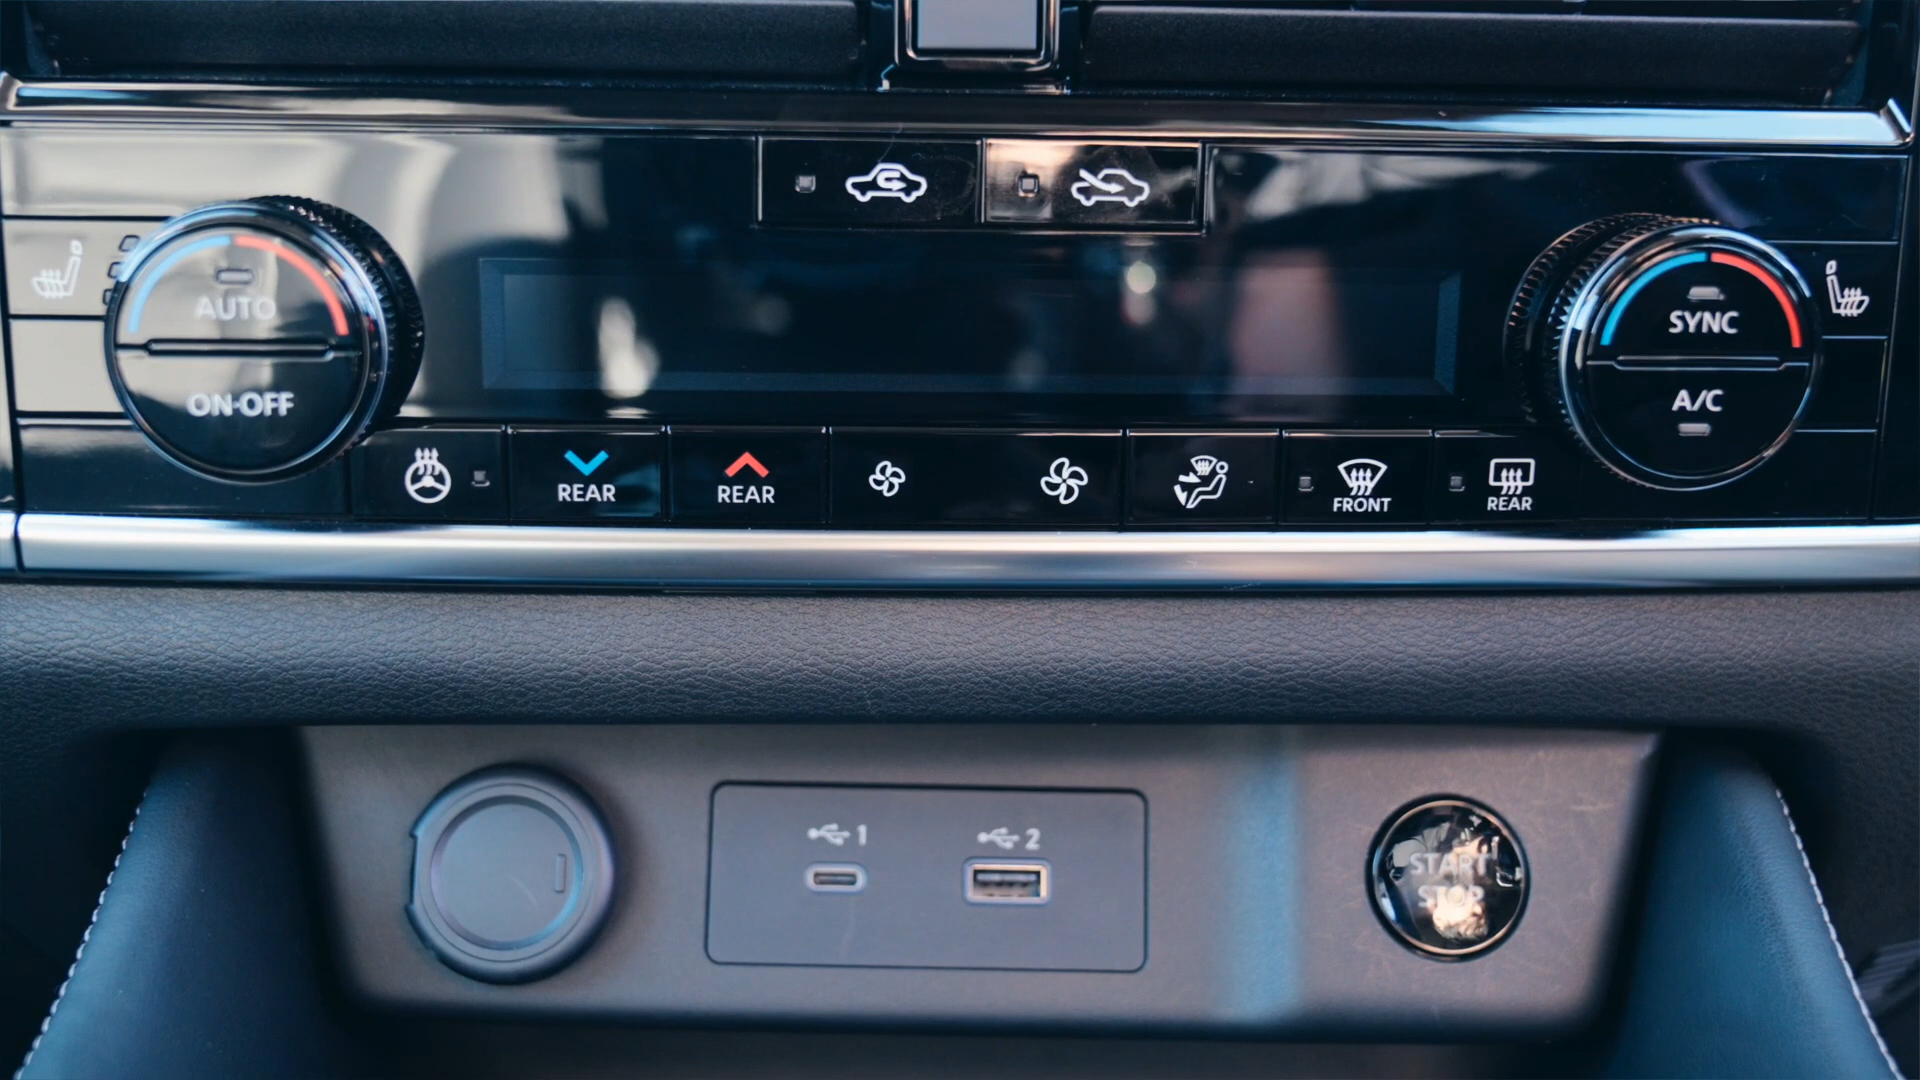 AUTO
ON·OFF
SYNC
A/C
REAR
REAR
FRONT
REAR
1
2
START
STOP